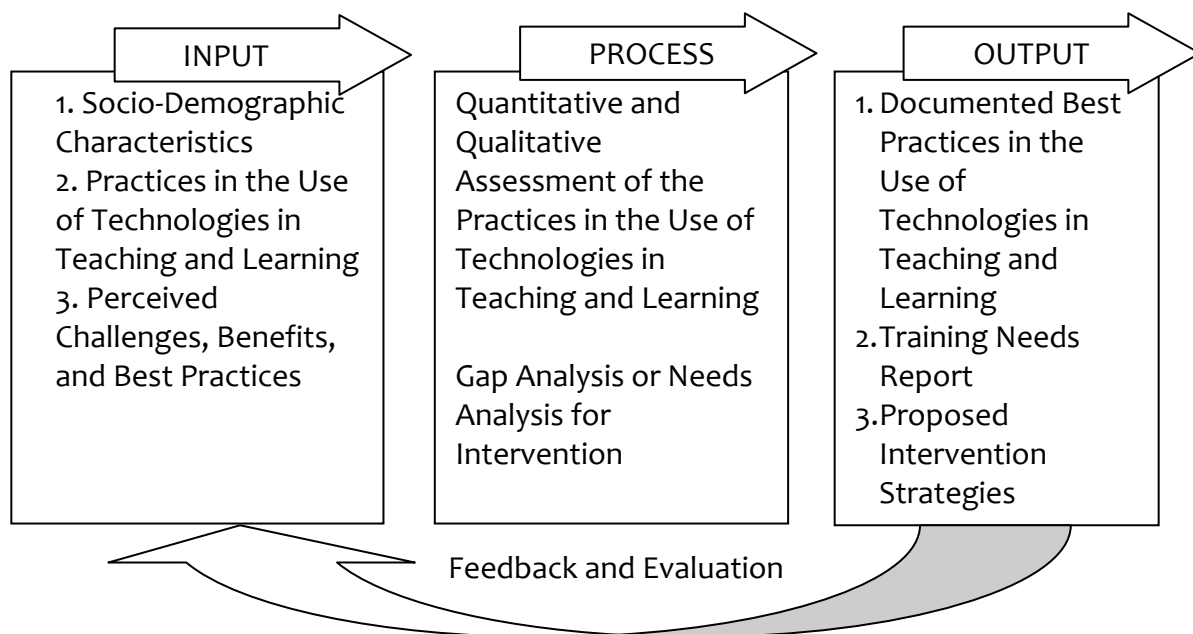 INPUT
1. Socio-Demographic
Characteristics
2. Practices in the Use
of Technologies in
Teaching and Learning
3. Perceived
Challenges, Benefits,
and Best Practices
PROCESS
Quantitative and
Qualitative
Assessment of the
Practices in the Use of
Technologies in
Teaching and Learning
Gap Analysis or Needs
Analysis for
Intervention
OUTPUT
1. Documented Best
Practices in the
Use of
Technologies in
Teaching and
Learning
2.Training Needs
Report
3.Proposed
Intervention
Strategies
Feedback and Evaluation